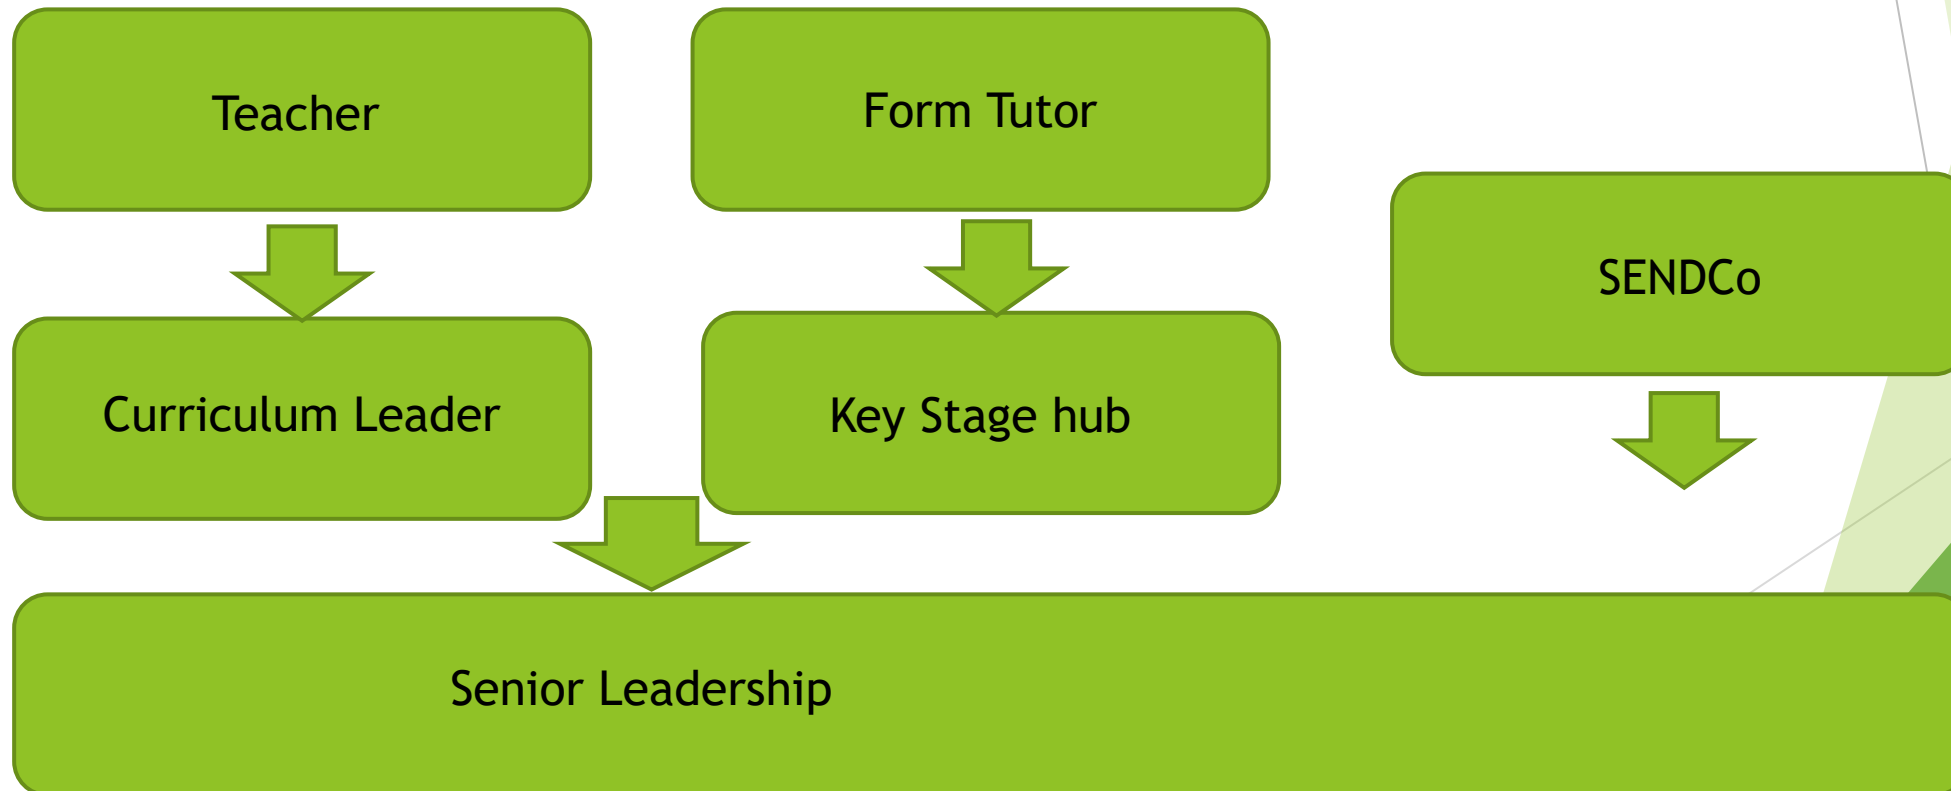 Teacher
Form Tutor
SENDCo
Curriculum Leader
Key Stage hub
Senior Leadership